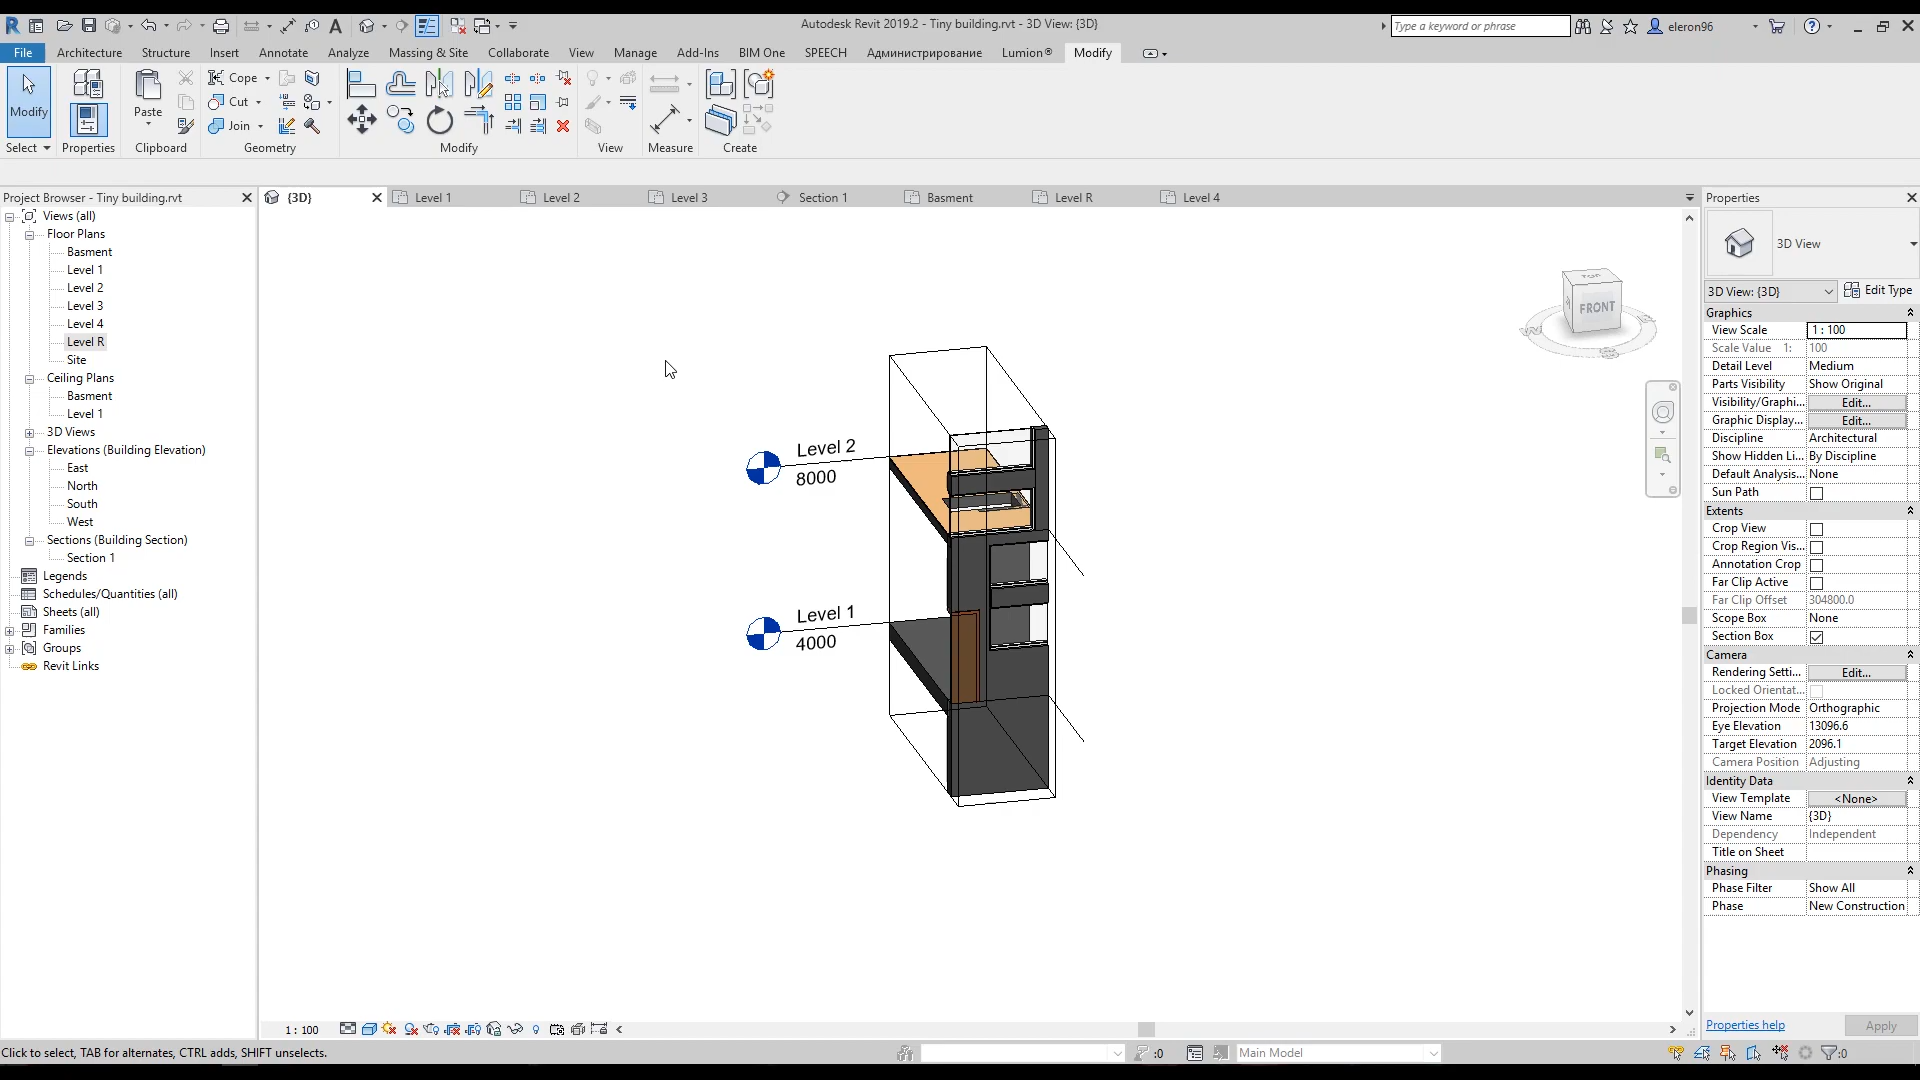 Autodesk Revit 2019.2 - Tiny building.rvt - 3D View: {3D}
Type a keyword or phrase
eleron96
File Architecture Structure Insert Annotate Analyze Massing & Site Collaborate View Manage Add-Ins BIM One SPEECH Администрирование Lumion® Modify
Modify
Paste
Cope
Cut
Join
Select Properties Clipboard Geometry Modify View Measure Create
Project Browser - Tiny building.rvt
Views (all)
Floor Plans
Basment
Level 1
Level 2
Level 3
Level 4
Level R
Site
Ceiling Plans
Basment
Level 1
3D Views
Elevations (Building Elevation)
East
North
South
West
Sections (Building Section)
Section 1
Legends
Schedules/Quantities (all)
Sheets (all)
Families
Groups
Revit Links
{3D} Level 1 Level 2 Level 3 Section 1 Basment Level R Level 4
Level 2
8000
Level 1
4000
TOP
FRONT
Properties
3D View
3D View: {3D} Edit Type
Graphics
View Scale 1 : 100
Scale Value 1: 100
Detail Level Medium
Parts Visibility Show Original
Visibility/Graphi... Edit...
Graphic Display... Edit...
Discipline Architectural
Show Hidden Li... By Discipline
Default Analysis... None
Sun Path
Extents
Crop View
Crop Region Vis...
Annotation Crop
Far Clip Active
Far Clip Offset 304800.0
Scope Box None
Section Box
Camera
Rendering Setti... Edit...
Locked Orientat...
Projection Mode Orthographic
Eye Elevation 13096.6
Target Elevation 2096.1
Camera Position Adjusting
Identity Data
View Template <None>
View Name {3D}
Dependency Independent
Title on Sheet
Phasing
Phase Filter Show All
Phase New Construction
Properties help Apply
1 : 100
Click to select, TAB for alternates, CTRL adds, SHIFT unselects.
:0
Main Model
:0